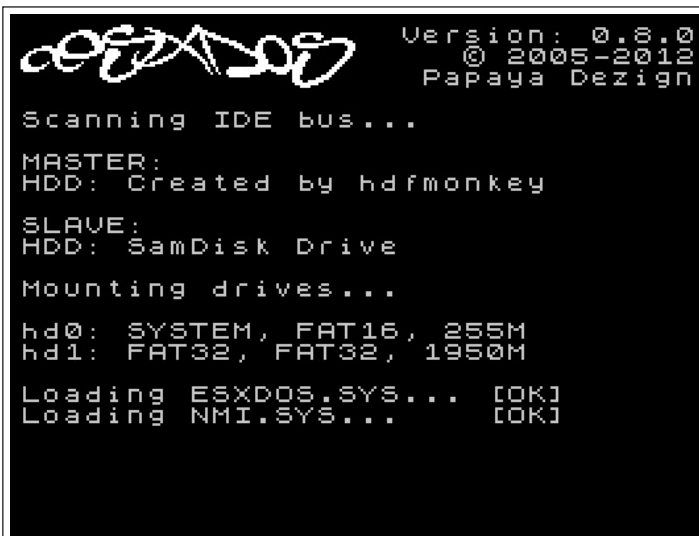 esxDOS
Version: 0.8.0
© 2005-2012
Papaya Dezign
Scanning IDE bus...
MASTER:
HDD: Created by hdfmonkey
SLAVE:
HDD: SamDisk Drive
Mounting drives...
hd0: SYSTEM, FAT16, 255M
hd1: FAT32, FAT32, 1950M
Loading ESXDOS.SYS... [OK]
Loading NMI.SYS... [OK]